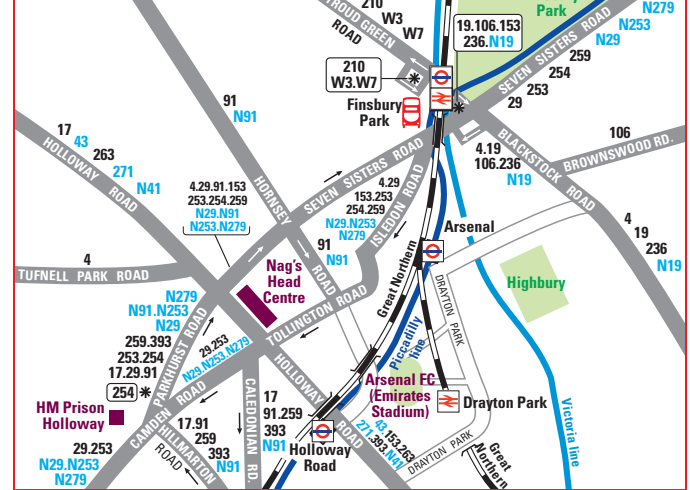 210
W3
W7
STROUD GREEN
ROAD
19.106.153
236.N19
Park
N279
N253
N29
SEVEN SISTERS ROAD
259
254
253
29
210
W3.W7
Finsbury
Park
91
N91
17
43
263
271
N41
HOLLOWAY ROAD
HORNSEY
ROAD
SEVEN SISTERS ROAD
4.29.91.153
253.254.259
N29.N91
N253.N279
4.29
153.253
254.259
N29.N253
N279
ISLEDON ROAD
4.19
106.236
N19
BLACKSTOCK ROAD
106
BROWNSWOOD RD.
4
19
236
N19
4
TUFNELL PARK ROAD
91
N91
Nag's
Head
Centre
Arsenal
Highbury
Great Northern
DRAYTON PARK
TOLLINGTON ROAD
N279
N91.N253
N29
PARKHURST ROAD
259.393
253.254
17.29.91
254
29.253
N29.N253.N279
Piccadilly
line
HM Prison
Holloway
CAMDEN ROAD
HILLMARTON
ROAD
17.91
259
393
N91
29.253
N29.N253
N279
CALEDONIAN RD.
HOLLOWAY
ROAD
17
91.259
393
N91
Holloway
Road
Arsenal FC
(Emirates
Stadium)
43.153.263
271.393.N41
Drayton Park
DRAYTON PARK
Great
Northern
Victoria line